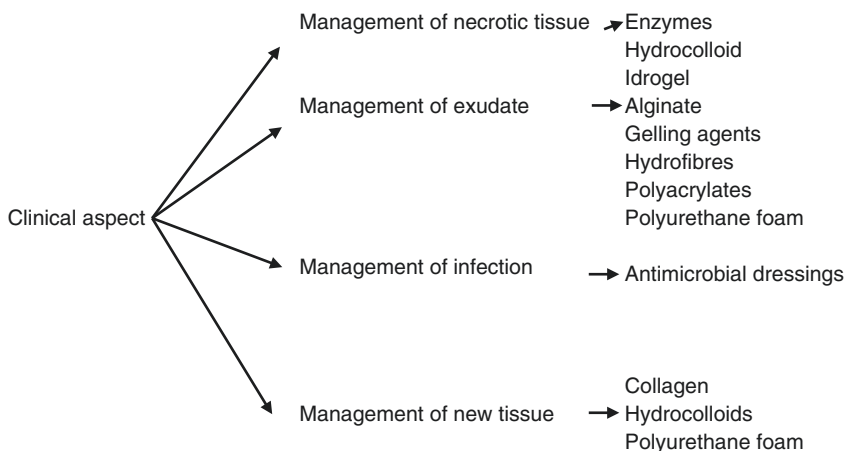 Management of necrotic tissue Enzymes
Hydrocolloid
Idrogel
Management of exudate Alginate
Gelling agents
Hydrofibres
Polyacrylates
Polyurethane foam
Clinical aspect
Management of infection Antimicrobial dressings
Collagen
Management of new tissue Hydrocolloids
Polyurethane foam